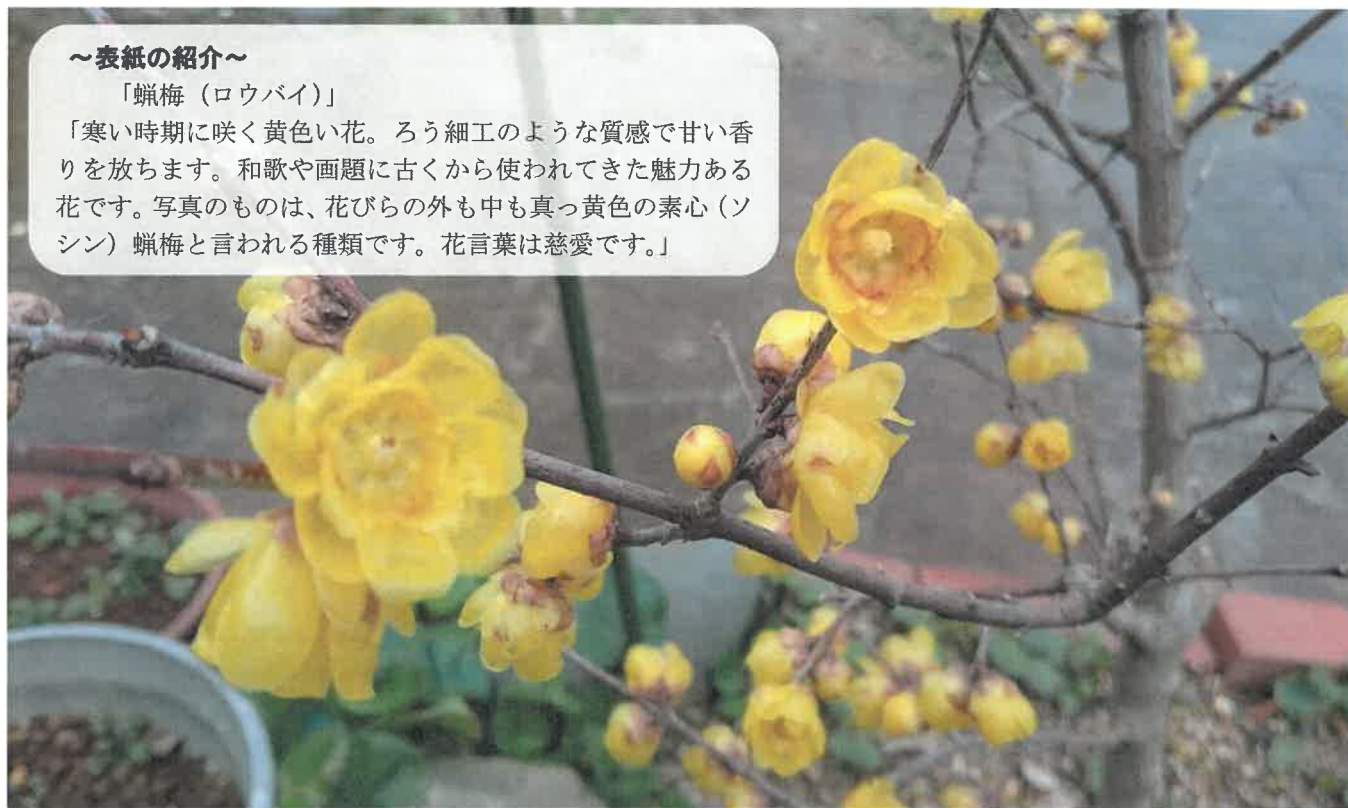 ～表紙の紹介～
「蝋梅（ロウバイ）」
「寒い時期に咲く黄色い花。ろう細工のような質感で甘い香
りを放ちます。和歌や画題に古くから使われてきた魅力ある
花です。写真のものは、花びらの外も中も真っ黄色の素心（ソ
シン）蝋梅と言われる種類です。花言葉は慈愛です。」